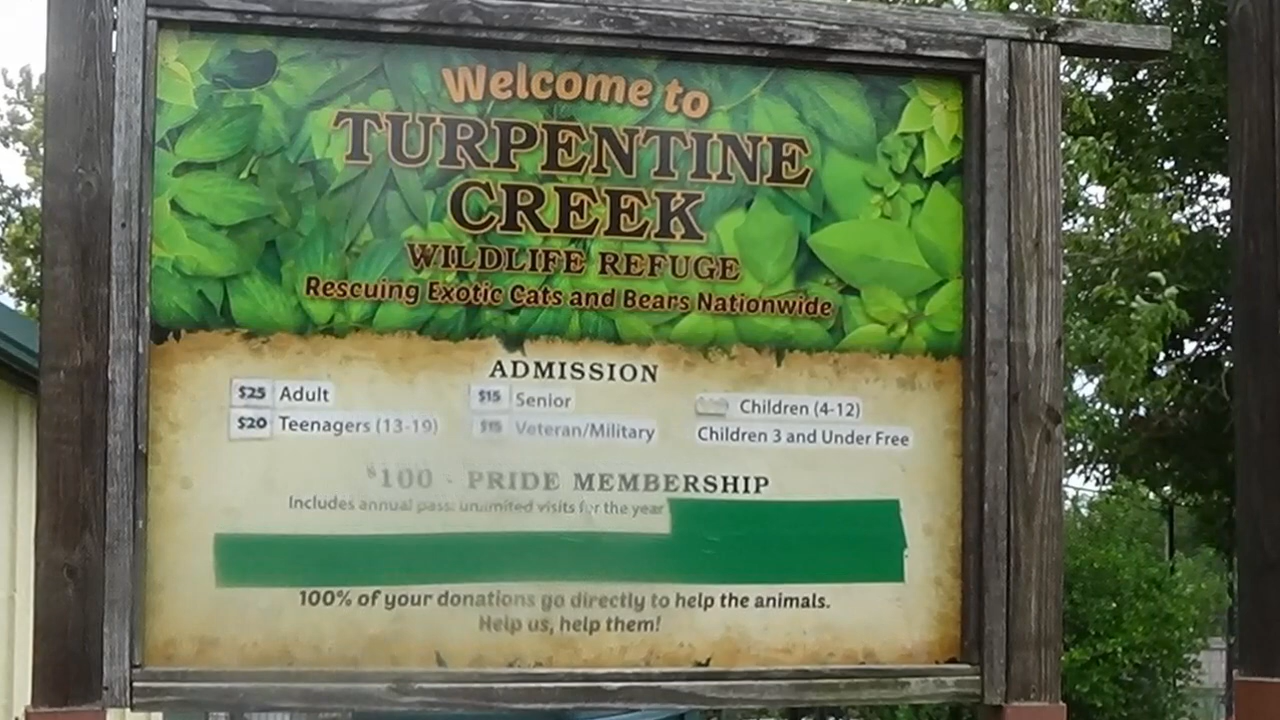 Welcome to
TURPENTINE
CREEK
WILDLIFE REFUGE
Rescuing Exotic Cats and Bears Nationwide
ADMISSION
$25 Adult $15 Senior Children (4-12)
$20 Teenagers (13-19) $15 Veteran/Military Children 3 and Under Free
$100 - PRIDE MEMBERSHIP
Includes annual pass: unlimited visits for the year
100% of your donations go directly to help the animals.
Help us, help them!